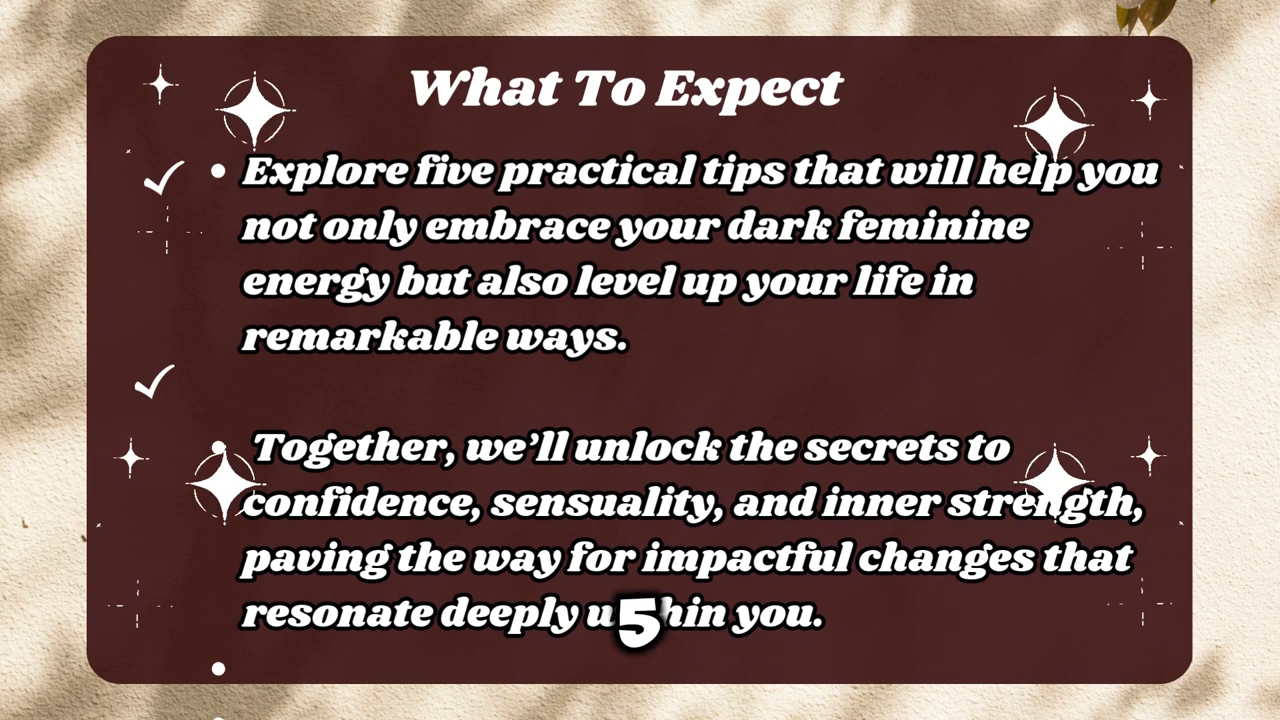 What To Expect
• Explore five practical tips that will help you
not only embrace your dark feminine
energy but also level up your life in
remarkable ways.
• Together, we’ll unlock the secrets to
confidence, sensuality, and inner strength,
paving the way for impactful changes that
resonate deeply within you.
5